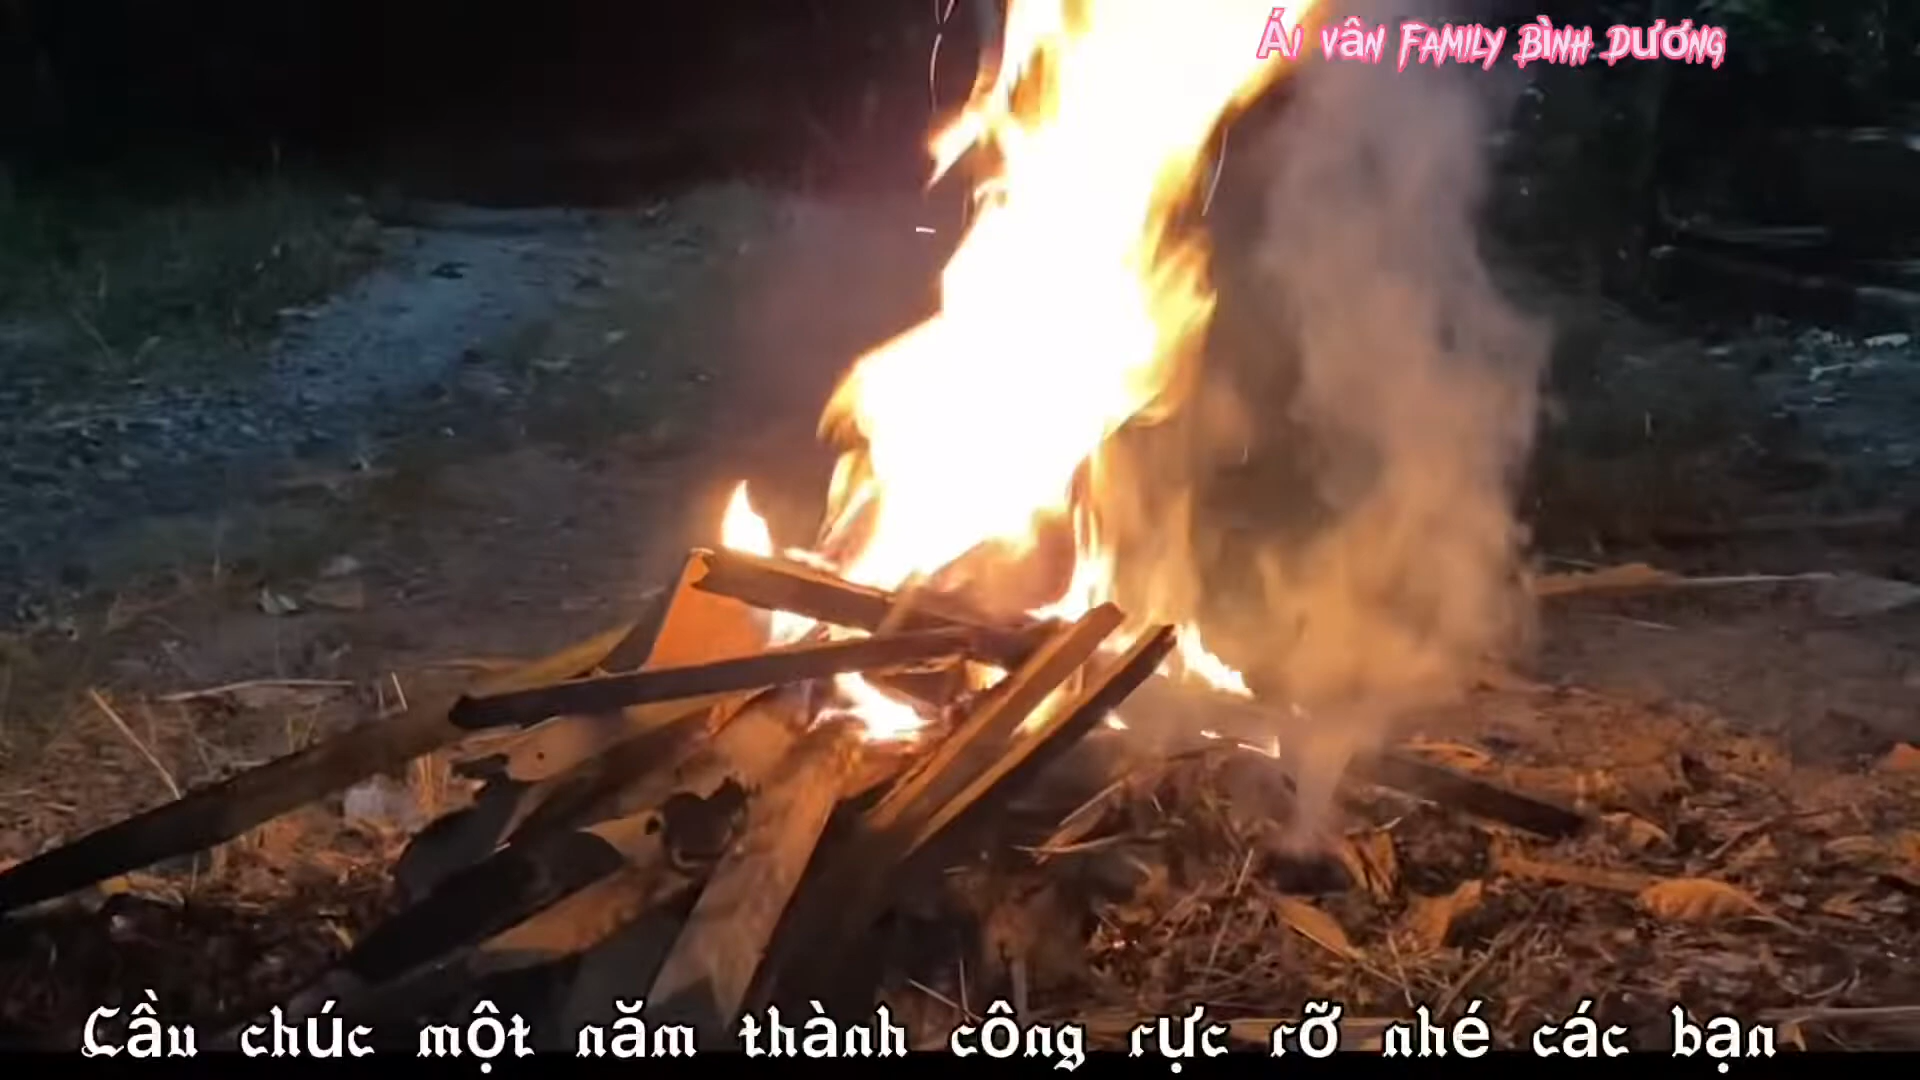 Ái vân Family Bình Dương
Cầu chúc một năm thành công rực rỡ nhé các bạn